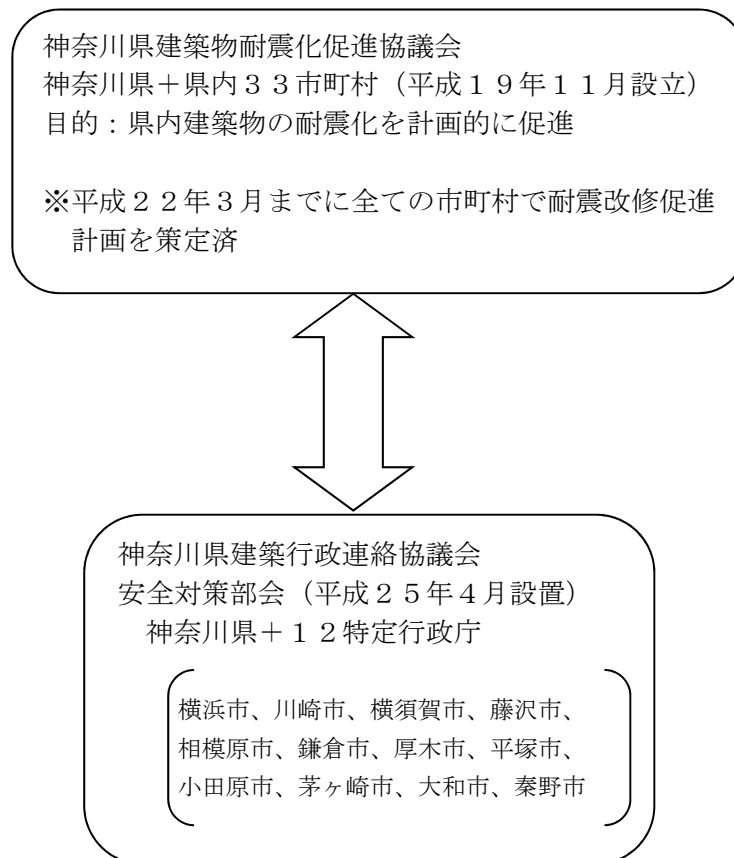 神奈川県建築物耐震化促進協議会
神奈川県＋県内３３市町村（平成１９年１１月設立）
目的：県内建築物の耐震化を計画的に促進
※平成２２年３月までに全ての市町村で耐震改修促進
計画を策定済
神奈川県建築行政連絡協議会
安全対策部会（平成２５年４月設置）
神奈川県＋１２特定行政庁
横浜市、川崎市、横須賀市、藤沢市、
相模原市、鎌倉市、厚木市、平塚市、
小田原市、茅ヶ崎市、大和市、秦野市